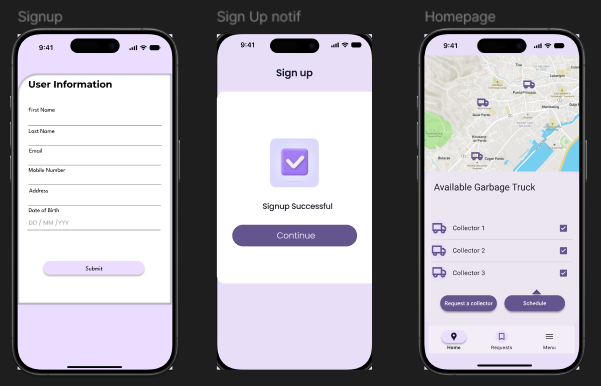 Signup
9:41
User Information
First Name
Last Name
Email
Mobile Number
Address
Date of Birth
DD / MM /YYY
Submit
Sign Up notif
9:41
Sign up
Signup Successful
Continue
Homepage
9:41
Available Garbage Truck
Collector 1
Collector 2
Collector 3
Request a collector
Schedule
Home
Requests
Menu